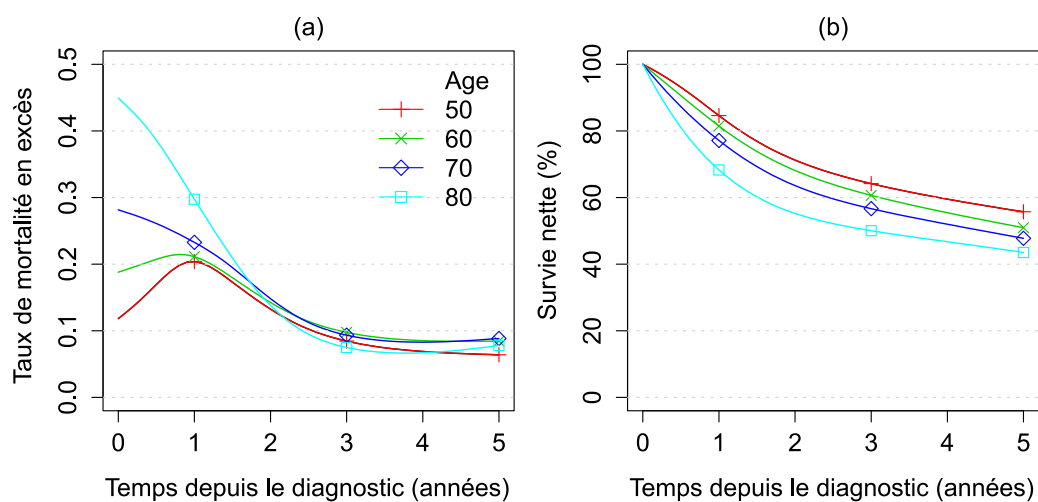 (a)
Taux de mortalité en excès
0.5
0.4
0.3
0.2
0.1
0.0
Age
50
60
70
80
0 1 2 3 4 5
Temps depuis le diagnostic (années)
(b)
Survie nette (%)
100
80
60
40
20
0
0 1 2 3 4 5
Temps depuis le diagnostic (années)